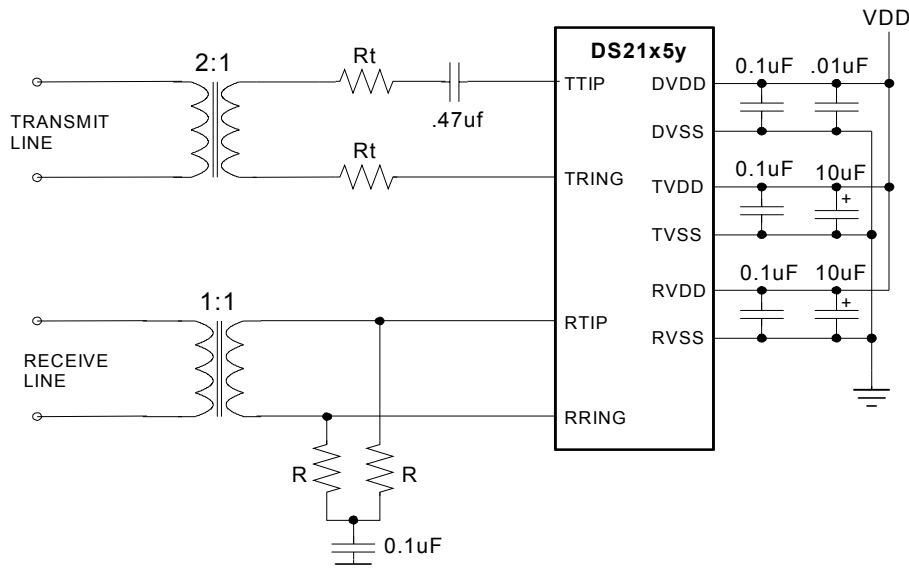 VDD
DS21x5y
2:1
Rt
.47uf
Rt
TRANSMIT
LINE
TTIP
TRING
DVDD
DVSS
0.1uF
.01uF
TVDD
TVSS
0.1uF
10uF
+
RVDD
RVSS
0.1uF
10uF
+
1:1
RECEIVE
LINE
RTIP
RRING
R
R
0.1uF